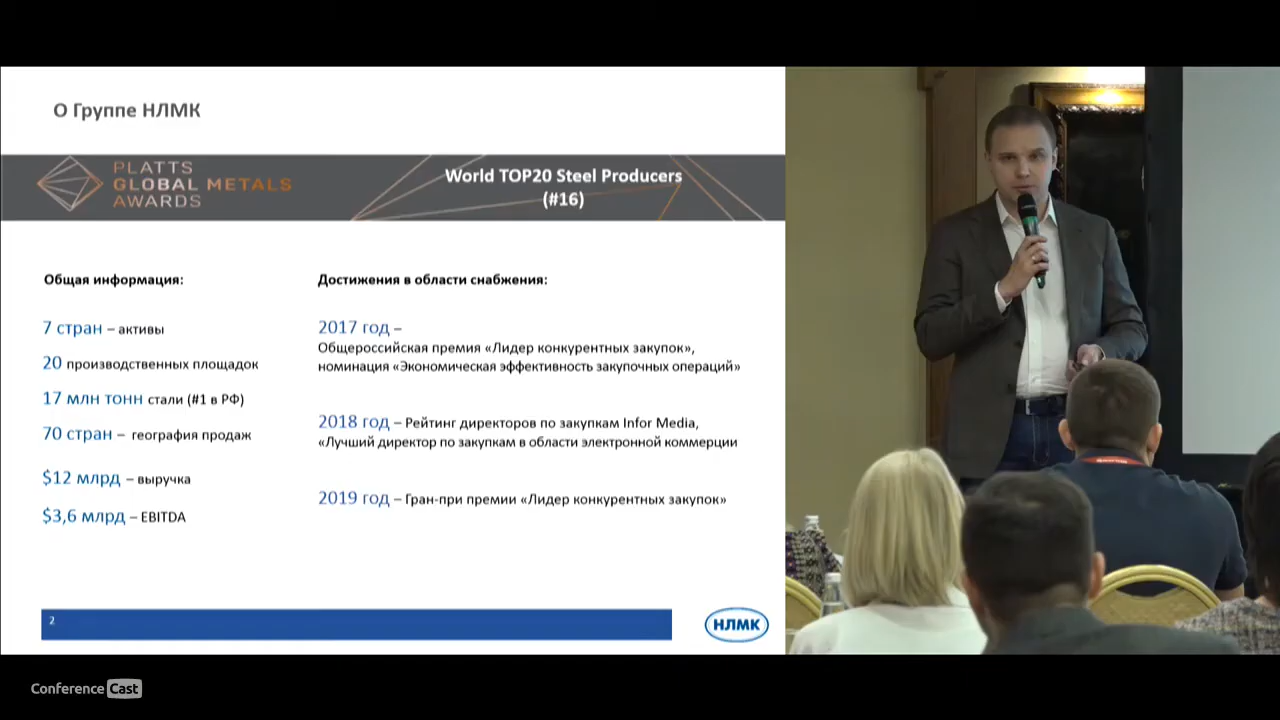 О Группе НЛМК
PLATTS
GLOBAL METALS
AWARDS
World TOP20 Steel Producers
(#16)
Общая информация:
7 стран – активы
20 производственных площадок
17 млн тонн стали (#1 в РФ)
70 стран – география продаж
$12 млрд – выручка
$3,6 млрд – EBITDA
Достижения в области снабжения:
2017 год –
Общероссийская премия «Лидер конкурентных закупок»,
номинация «Экономическая эффективность закупочных операций»
2018 год – Рейтинг директоров по закупкам Infor Media,
«Лучший директор по закупкам в области электронной коммерции
2019 год – Гран-при премии «Лидер конкурентных закупок»
2
НЛМК
ConferenceCast